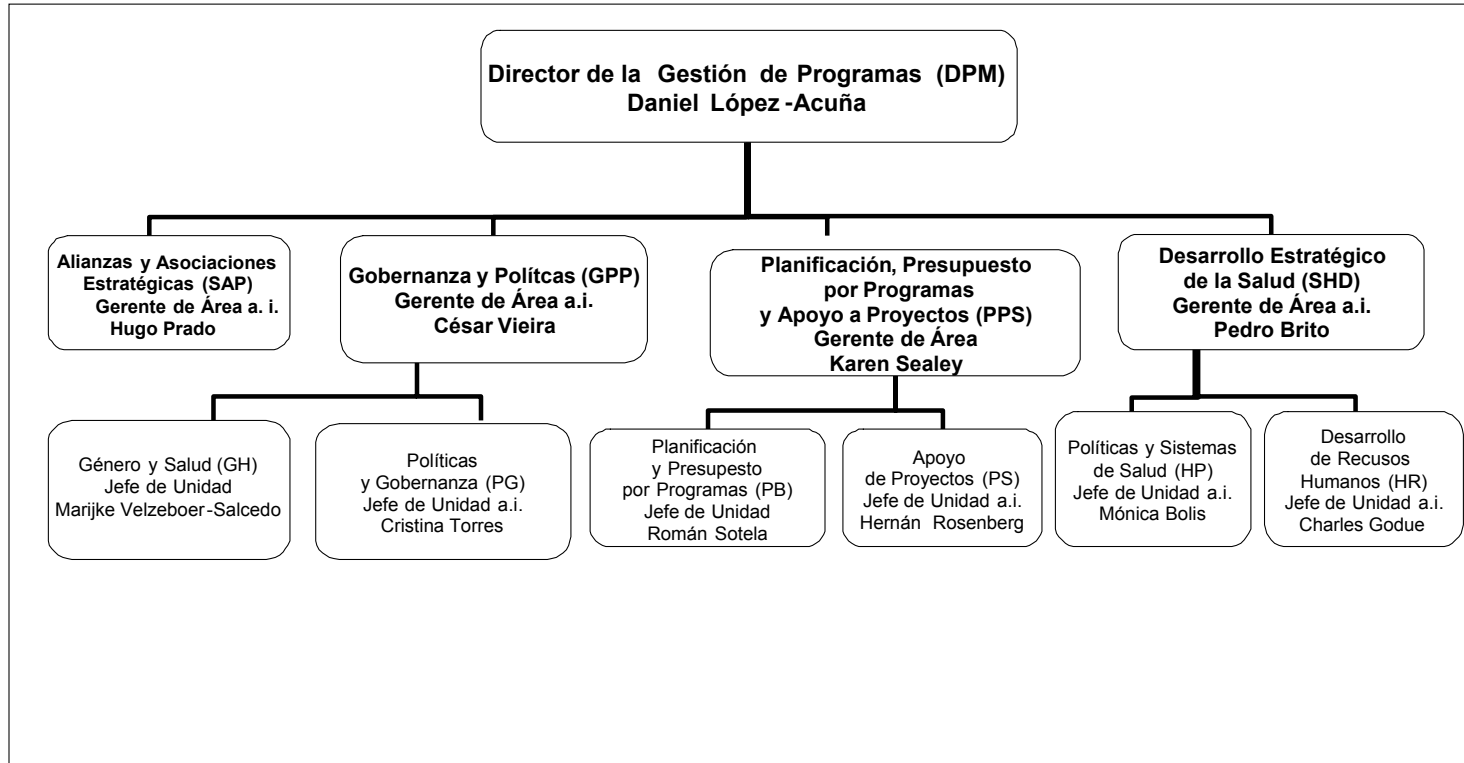 Director de la Gestión de Programas (DPM)
Daniel López-Acuña
Alianzas y Asociaciones
Estratégicas (SAP)
Gerente de Área a. i.
Hugo Prado
Gobernanza y Polítcas (GPP)
Gerente de Área a.i.
César Vieira
Planificación, Presupuesto
por Programas
y Apoyo a Proyectos (PPS)
Gerente de Área
Karen Sealey
Desarrollo Estratégico
de la Salud (SHD)
Gerente de Área a.i.
Pedro Brito
Género y Salud (GH)
Jefe de Unidad
Marijke Velzeboer-Salcedo
Políticas
y Gobernanza (PG)
Jefe de Unidad a.i.
Cristina Torres
Planificación
y Presupesto
por Programas (PB)
Jefe de Unidad
Román Sotela
Apoyo
de Proyectos (PS)
Jefe de Unidad a.i.
Hernán Rosenberg
Políticas y Sistemas
de Salud (HP)
Jefe de Unidad a.i.
Mónica Bolis
Desarrollo
de Recusos
Humanos (HR)
Jefe de Unidad a.i.
Charles Godue